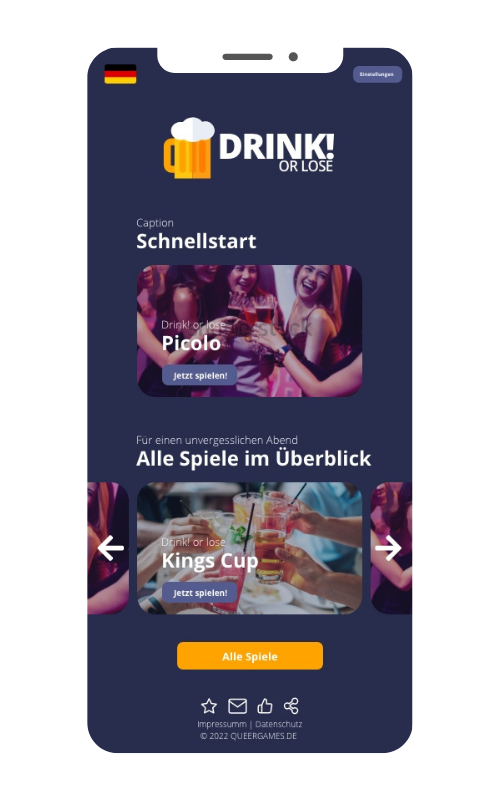 Einstellungen
DRINK!
OR LOSE
Caption
Schnellstart
Drink! or lose
Picolo
Jetzt spielen!
Für einen unvergesslichen Abend
Alle Spiele im Überblick
Drink! or lose
Kings Cup
Jetzt spielen!
Alle Spiele
Impressumm | Datenschutz
© 2022 QUEERGAMES.DE